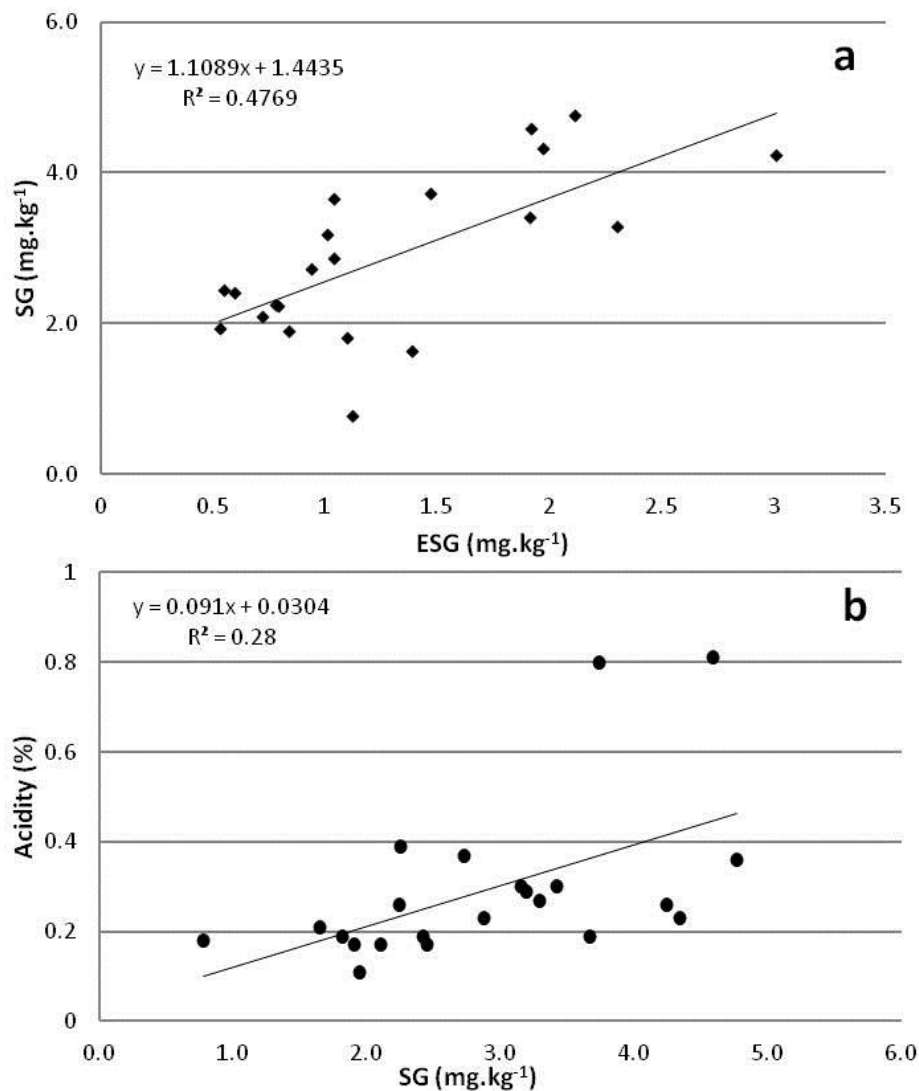 6.0
a
y = 1.1089x + 1.4435
R² = 0.4769
4.0
SG (mg.kg⁻¹)
2.0
0.0
0 0.5 1 1.5 2 2.5 3 3.5
ESG (mg.kg⁻¹)
1
b
y = 0.091x + 0.0304
R² = 0.28
0.8
0.6
Acidity (%)
0.4
0.2
0
0.0 1.0 2.0 3.0 4.0 5.0 6.0
SG (mg.kg⁻¹)